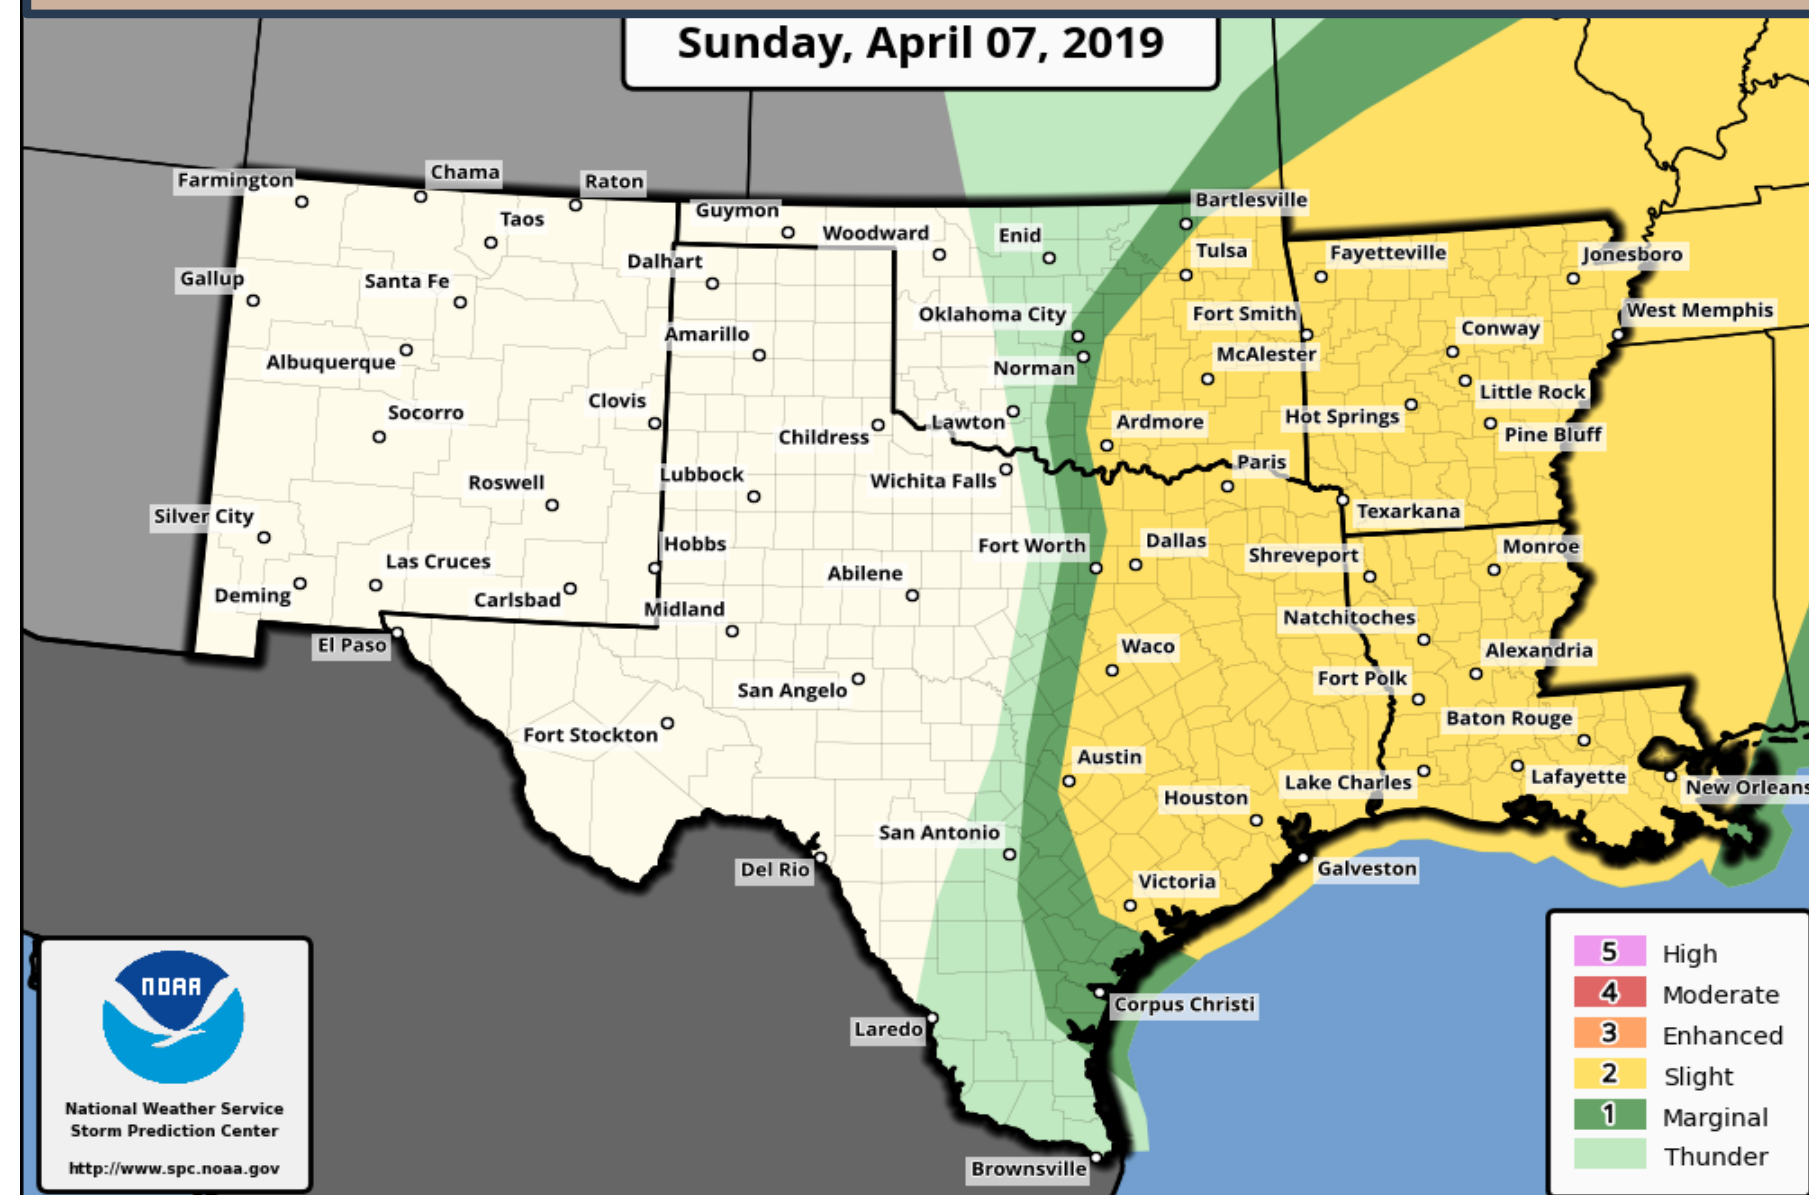 Sunday, April 07, 2019
Farmington
Chama
Raton
Taos
Guymon
Woodward
Enid
Bartlesville
Tulsa
Fayetteville
Jonesboro
Gallup
Santa Fe
Dalhart
Oklahoma City
Fort Smith
West Memphis
Albuquerque
Amarillo
Norman
McAlester
Conway
Socorro
Clovis
Childress
Lawton
Ardmore
Hot Springs
Little Rock
Pine Bluff
Roswell
Lubbock
Wichita Falls
Paris
Silver City
Texarkana
Las Cruces
Hobbs
Fort Worth
Dallas
Shreveport
Monroe
Deming
Carlsbad
Midland
Abilene
Natchitoches
El Paso
San Angelo
Waco
Fort Polk
Alexandria
Fort Stockton
Baton Rouge
Austin
Houston
Lake Charles
Lafayette
New Orleans
Del Rio
San Antonio
Victoria
Galveston
Laredo
Corpus Christi
Brownsville
NOAA
National Weather Service
Storm Prediction Center
http://www.spc.noaa.gov
5 High
4 Moderate
3 Enhanced
2 Slight
1 Marginal
Thunder